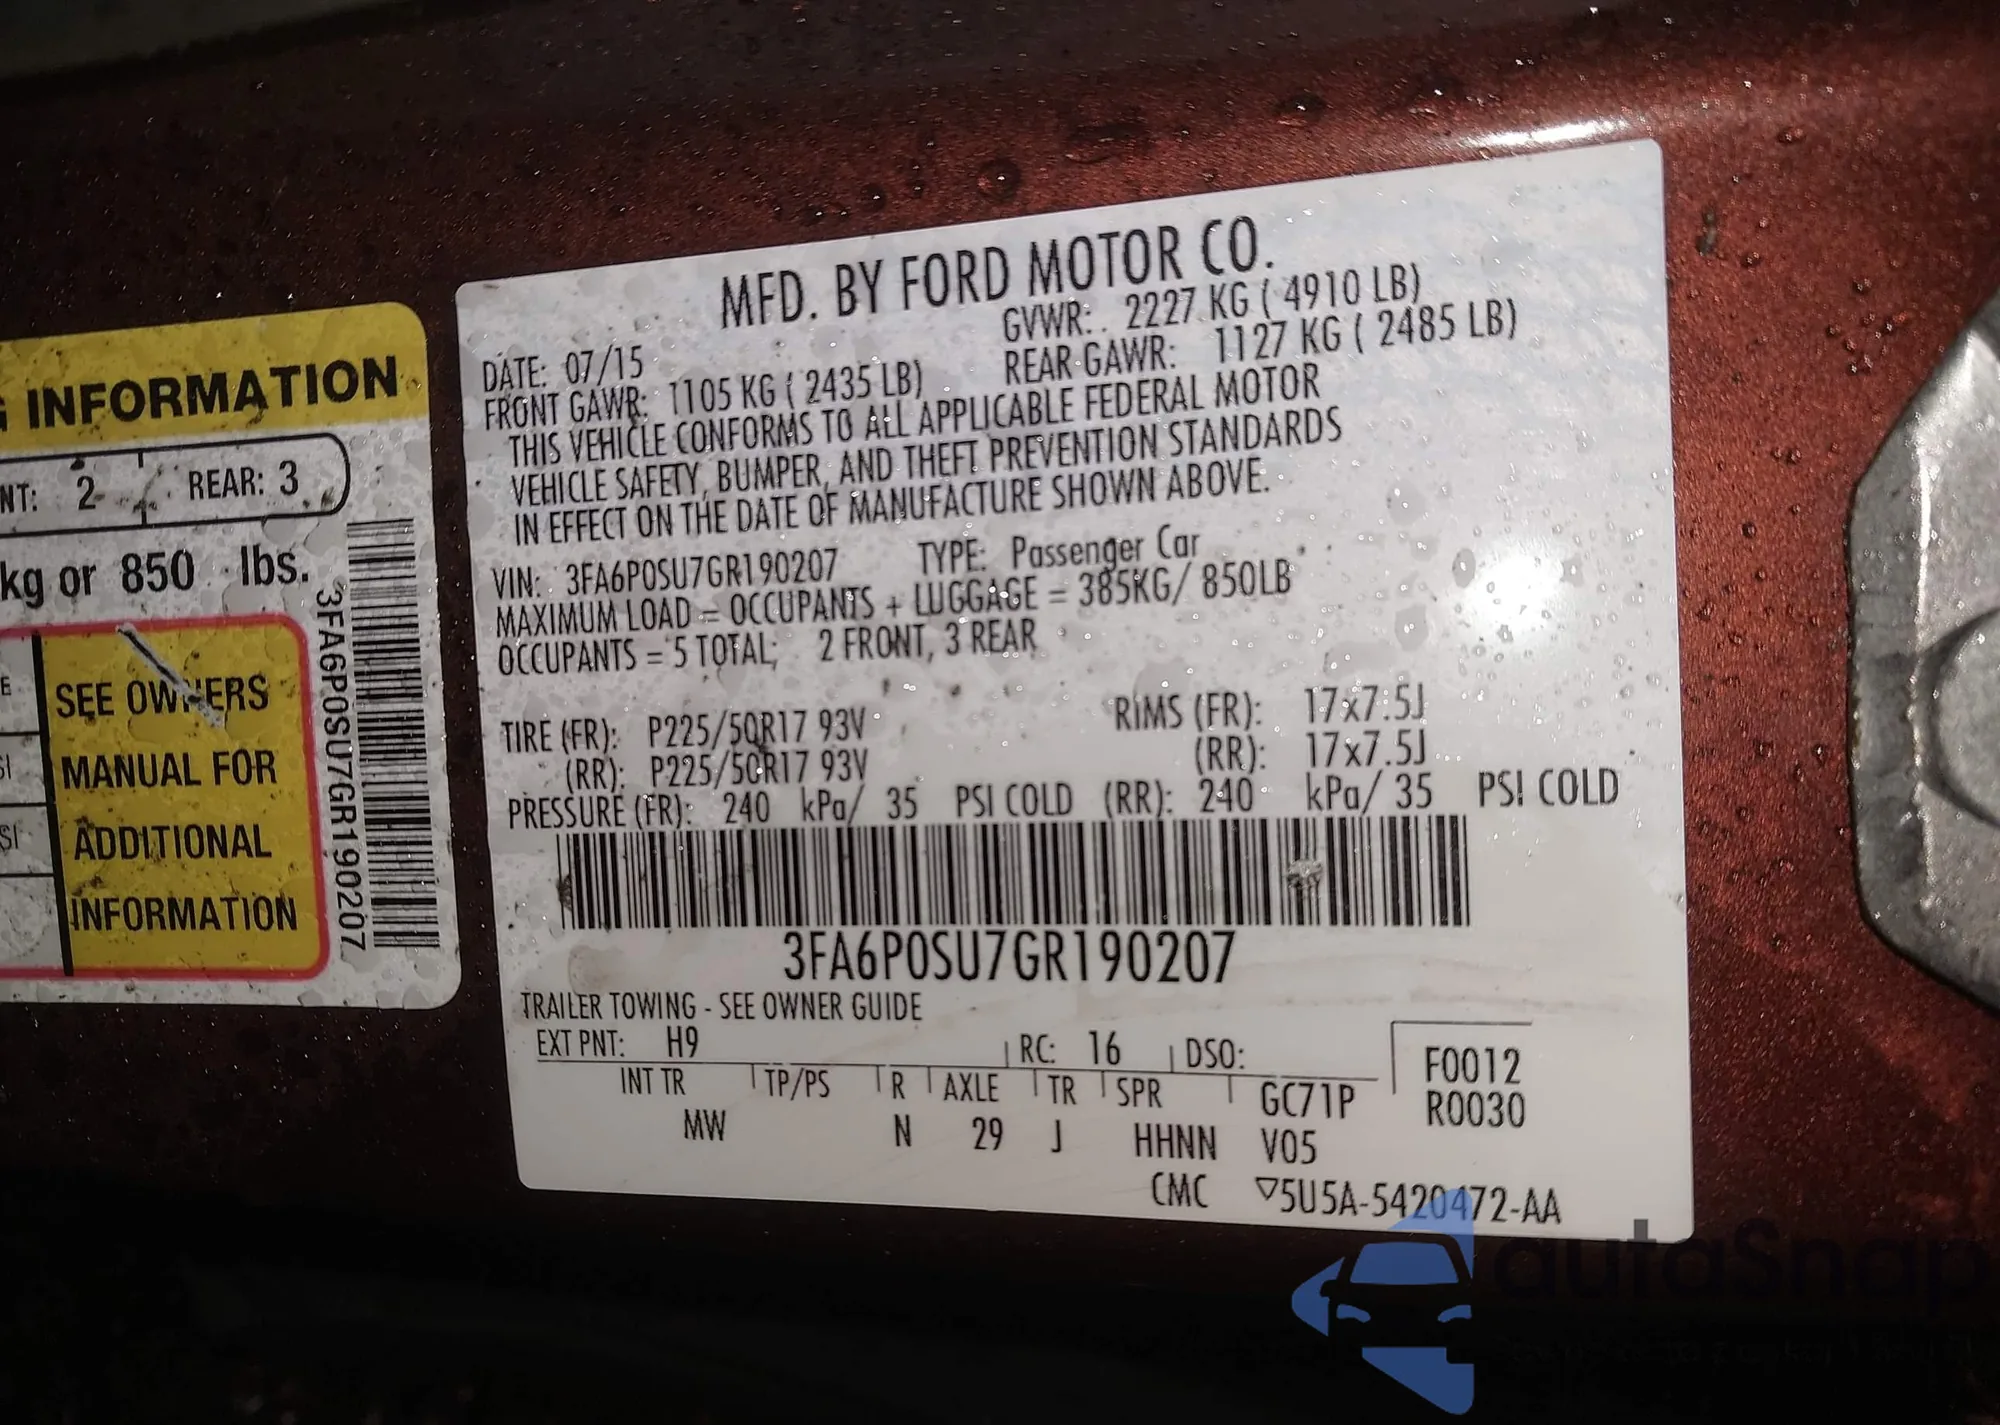 INFORMATION
NT: 2 REAR: 3
kg or 850 lbs.
SEE OWNERS
MANUAL FOR
ADDITIONAL
INFORMATION
3FA6P0SU7GR190207
MFD. BY FORD MOTOR CO.
DATE: 07/15 GVWR: 2227 KG ( 4910 LB)
FRONT GAWR: 1105 KG ( 2435 LB) REAR GAWR: 1127 KG ( 2485 LB)
THIS VEHICLE CONFORMS TO ALL APPLICABLE FEDERAL MOTOR
VEHICLE SAFETY, BUMPER, AND THEFT PREVENTION STANDARDS
IN EFFECT ON THE DATE OF MANUFACTURE SHOWN ABOVE.
VIN: 3FA6P0SU7GR190207 TYPE: Passenger Car
MAXIMUM LOAD = OCCUPANTS + LUGGAGE = 385KG/ 850LB
OCCUPANTS = 5 TOTAL; 2 FRONT, 3 REAR
TIRE (FR): P225/50R17 93V RIMS (FR): 17x7.5J
(RR): P225/50R17 93V (RR): 17x7.5J
PRESSURE (FR): 240 kPa/ 35 PSI COLD (RR): 240 kPa/ 35 PSI COLD
3FA6P0SU7GR190207
TRAILER TOWING - SEE OWNER GUIDE
EXT PNT: H9 RC: 16 DSO: F0012
INT TR TP/PS R AXLE TR SPR GC71P R0030
MW N 29 J HHNN V05
CMC ▽5U5A-5420472-AA
autoSnap